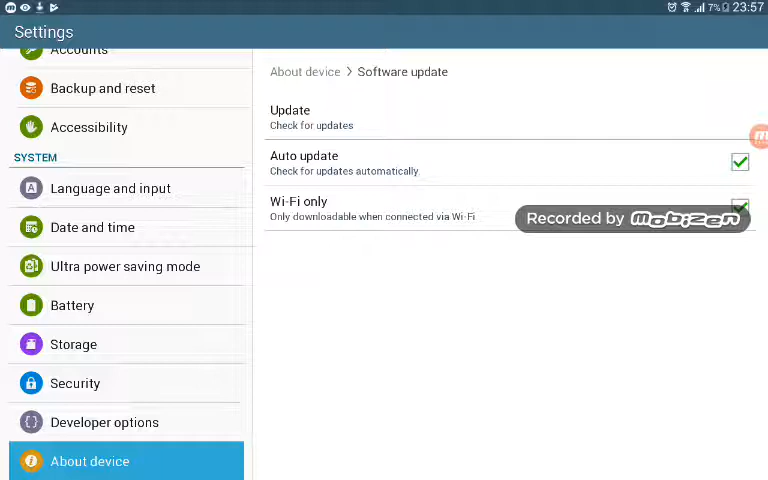 7% 23:57
Settings
Accounts
Backup and reset
Accessibility
SYSTEM
Language and input
Date and time
Ultra power saving mode
Battery
Storage
Security
Developer options
About device
About device > Software update
Update
Check for updates
Auto update
Check for updates automatically.
Wi-Fi only
Only downloadable when connected via Wi-Fi
Recorded by mobizen